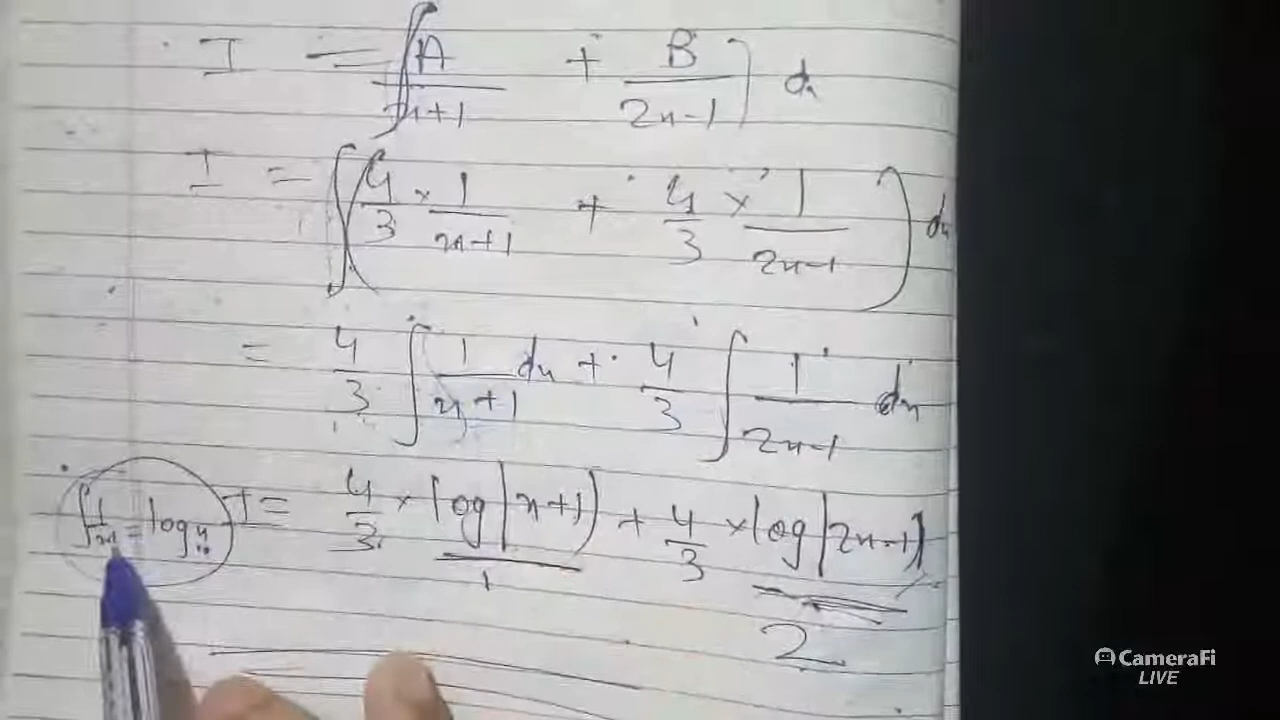 I = ∫[A/x+1 + B/2x-1] dx
I = ∫(4/3 × 1/x+1 + 4/3 × 1/2x-1) dx
= 4/3 ∫ 1/x+1 dx + 4/3 ∫ 1/2x-1 dx
∫1/x = log x I = 4/3 × log|x+1|/1 + 4/3 × log|2x-1|/2
CameraFi
LIVE